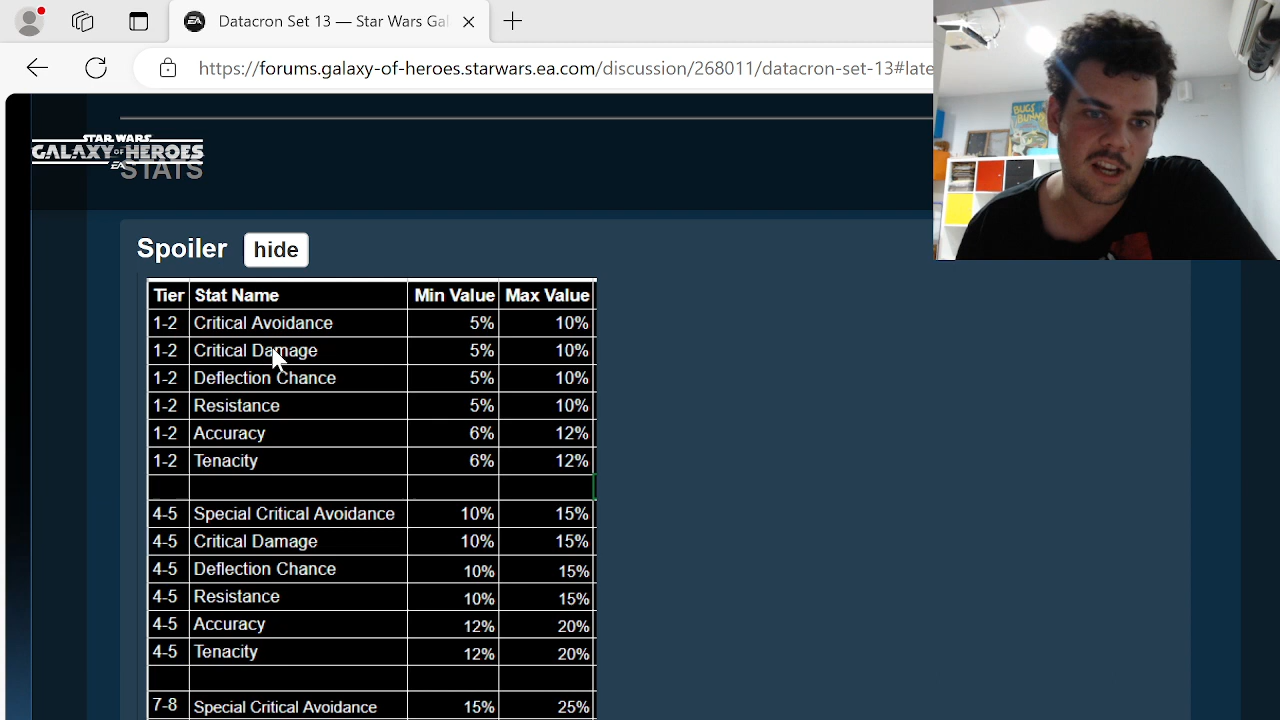 Datacron Set 13 — Star Wars Gal
https://forums.galaxy-of-heroes.starwars.ea.com/discussion/268011/datacron-set-13#late
BUGS
BUNNY
STAR WARS
GALAXY OF HEROES
EA
STATS
Spoiler hide
Tier Stat Name Min Value Max Value
1-2 Critical Avoidance 5% 10%
1-2 Critical Damage 5% 10%
1-2 Deflection Chance 5% 10%
1-2 Resistance 5% 10%
1-2 Accuracy 6% 12%
1-2 Tenacity 6% 12%
4-5 Special Critical Avoidance 10% 15%
4-5 Critical Damage 10% 15%
4-5 Deflection Chance 10% 15%
4-5 Resistance 10% 15%
4-5 Accuracy 12% 20%
4-5 Tenacity 12% 20%
7-8 Special Critical Avoidance 15% 25%